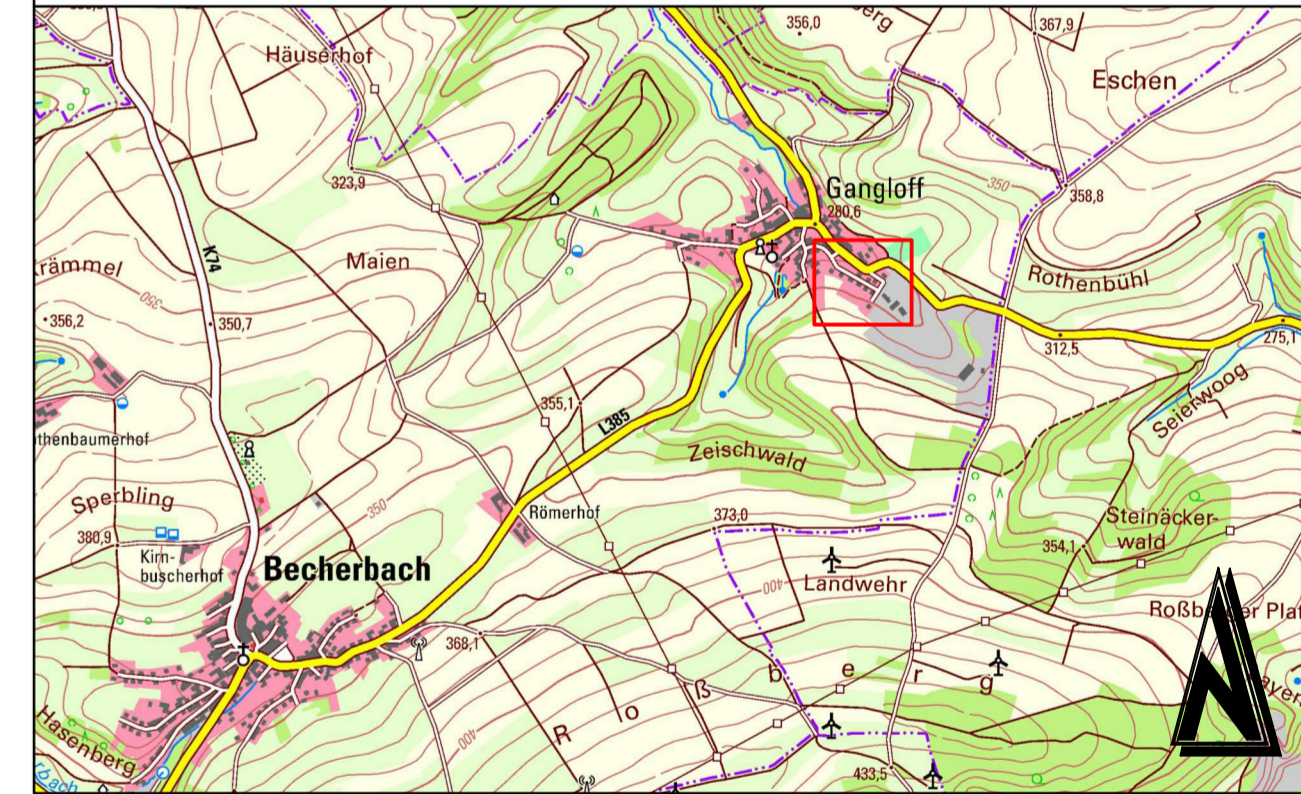 356,0
367,9
Häuserhof
Eschen
323,9
Gangloff
280,6
350
358,8
K74
Maien
Rothenbühl
350
356,2
350,7
312,5
275,1
355,1
L385
Seierwoog
Zeischwald
Sperbling
350
Römerhof
373,0
Steinäcker-
wald
380,9
Kirn-
buscherhof
354,1
Becherbach
400
Landwehr
368,1
Roßberg
Hasenberg
400
433,5
N